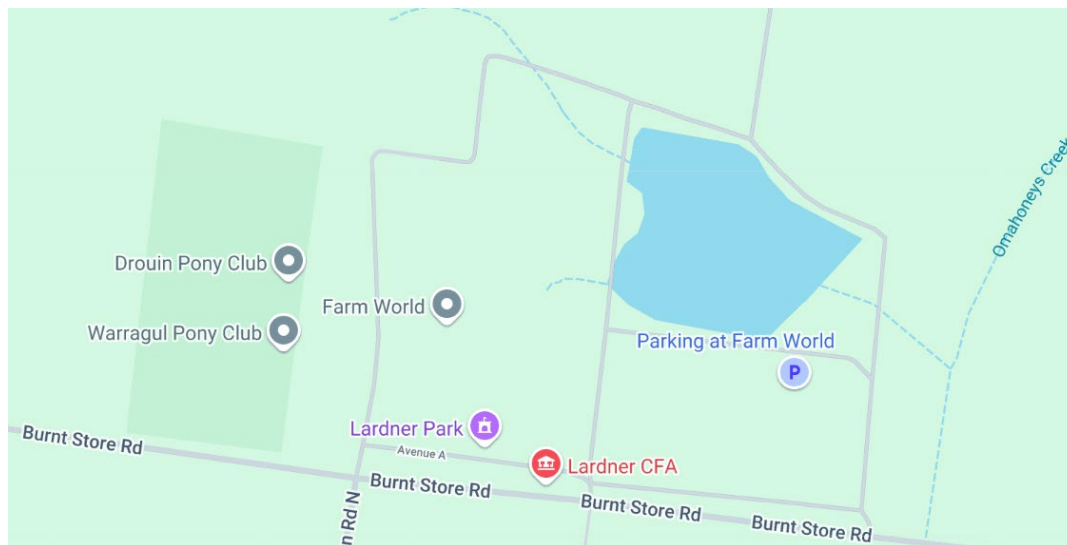 Omahoneys Creek
Drouin Pony Club
Farm World
Warragul Pony Club
Parking at Farm World
P
Lardner Park
Burnt Store Rd
Avenue A
Lardner CFA
Burnt Store Rd
Burnt Store Rd
Burnt Store Rd
Rd N